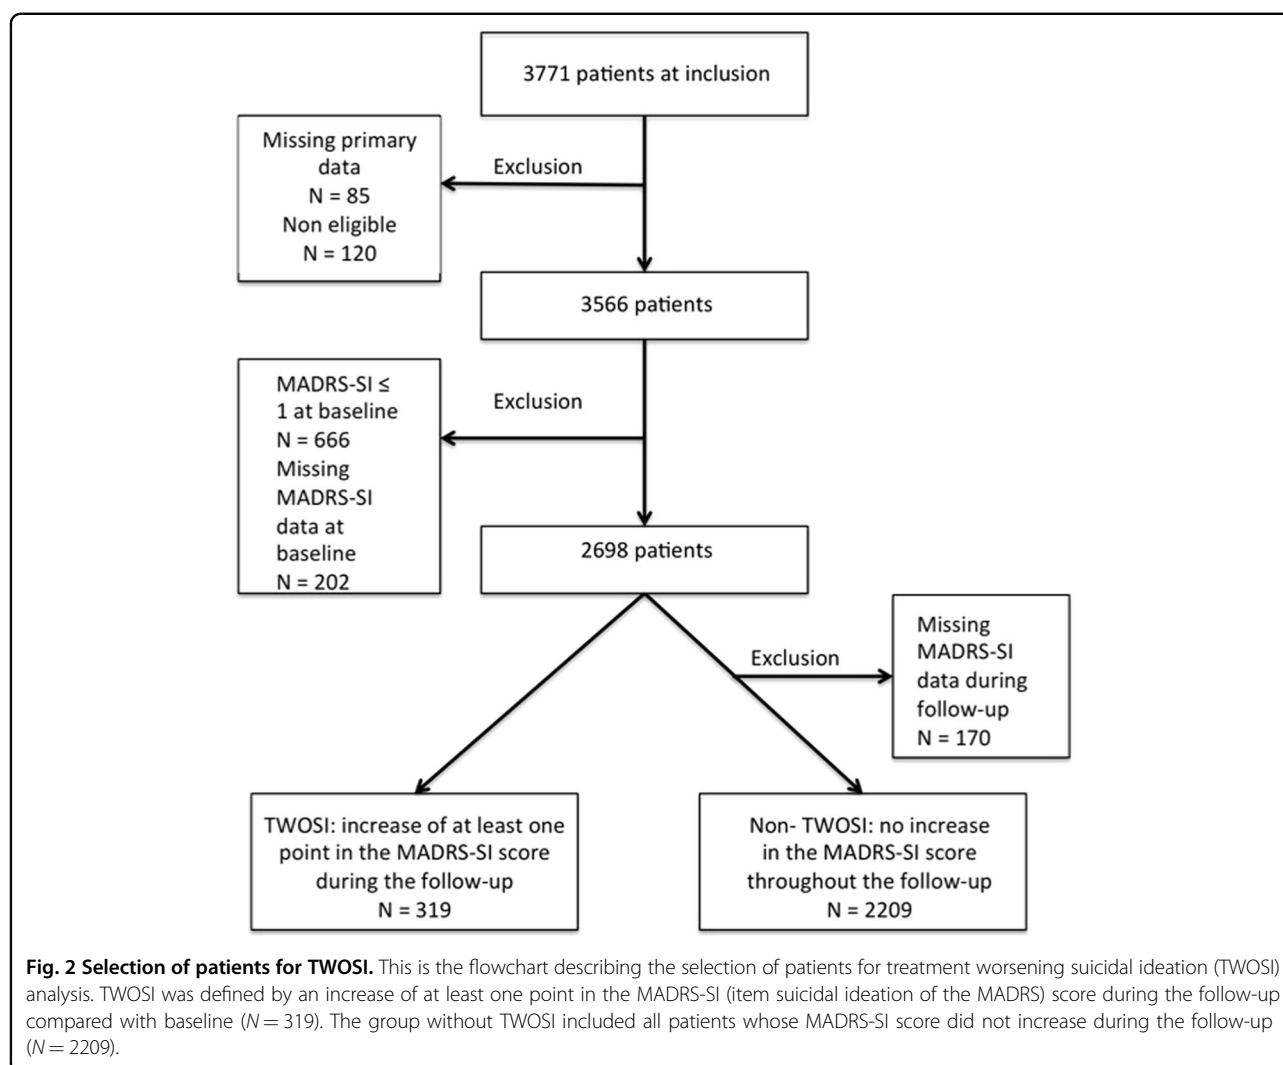 3771 patients at inclusion
Missing primary
data
N = 85
Non eligible
N = 120
Exclusion
3566 patients
MADRS-SI ≤
1 at baseline
N = 666
Missing
MADRS-SI
data at
baseline
N = 202
Exclusion
2698 patients
Exclusion
Missing
MADRS-SI
data during
follow-up
N = 170
TWOSI: increase of at least one
point in the MADRS-SI score
during the follow-up
N = 319
Non- TWOSI: no increase
in the MADRS-SI score
throughout the follow-up
N = 2209
Fig. 2 Selection of patients for TWOSI. This is the flowchart describing the selection of patients for treatment worsening suicidal ideation (TWOSI)
analysis. TWOSI was defined by an increase of at least one point in the MADRS-SI (item suicidal ideation of the MADRS) score during the follow-up
compared with baseline (N = 319). The group without TWOSI included all patients whose MADRS-SI score did not increase during the follow-up
(N = 2209).